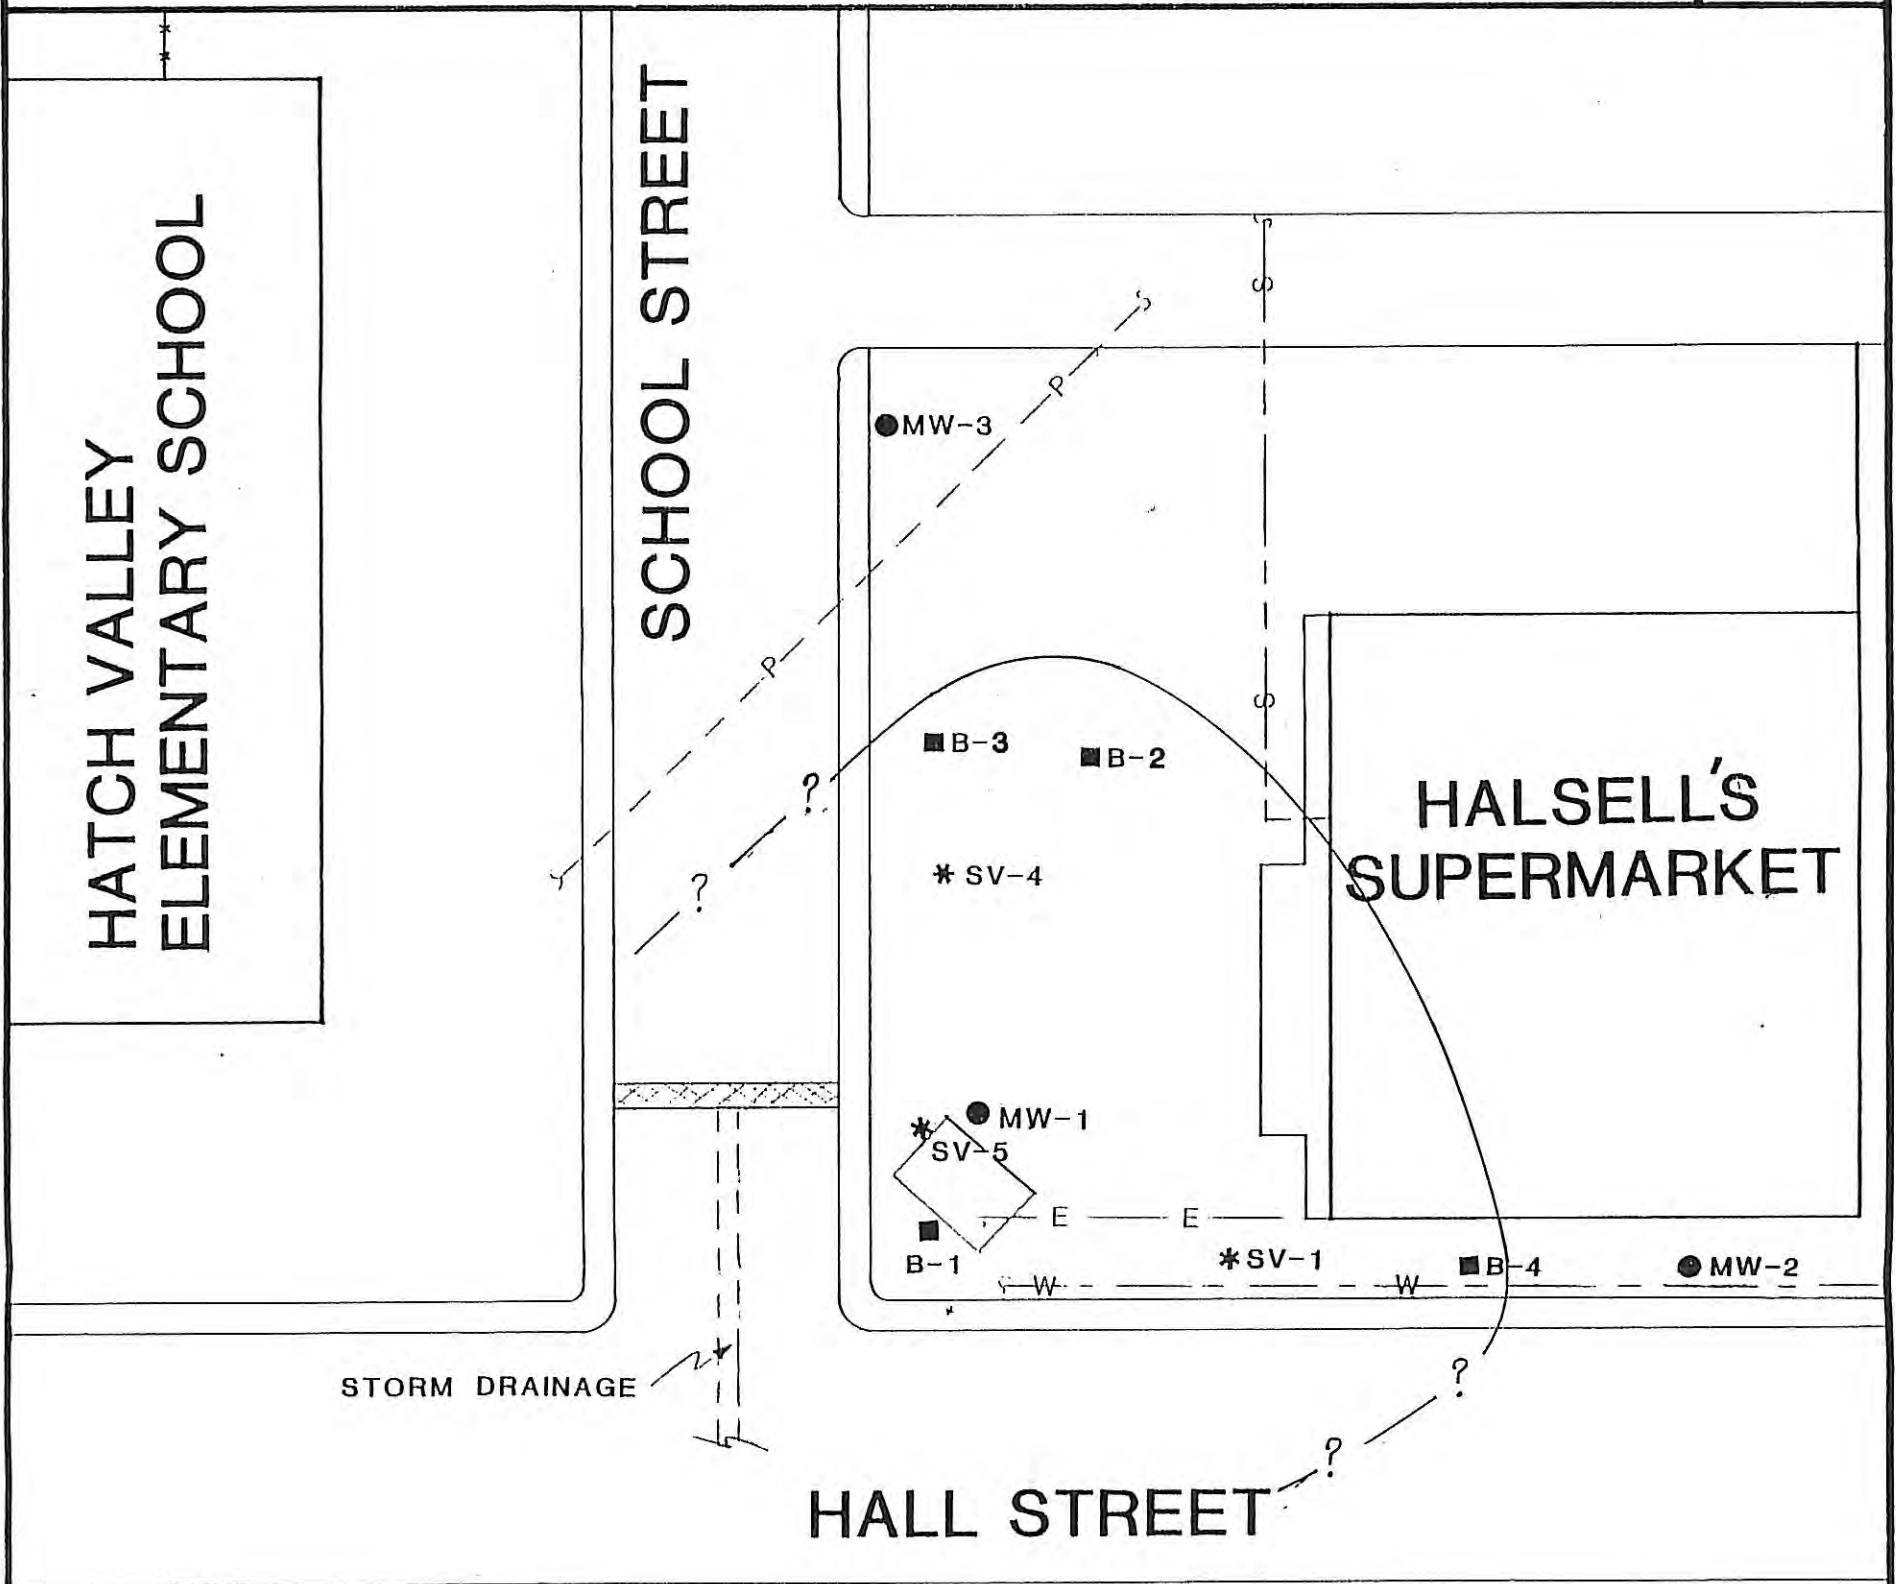 HATCH VALLEY
ELEMENTARY SCHOOL
SCHOOL STREET
S
S
P
MW-3
P
S
?
B-3
B-2
HALSELL'S
SUPERMARKET
?
SV-4
MW-1
SV-5
E
E
B-1
SV-1
B-4
MW-2
W
W
STORM DRAINAGE
?
?
HALL STREET